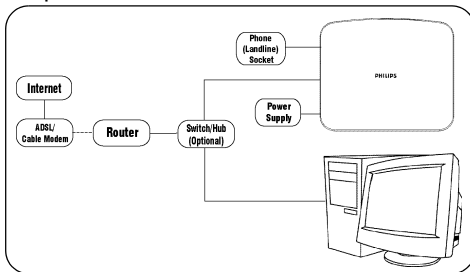 Internet
ADSL/
Cable Modem
Router
Switch/Hub
(Optional)
Phone
(Landline)
Socket
Power
Supply
PHILIPS